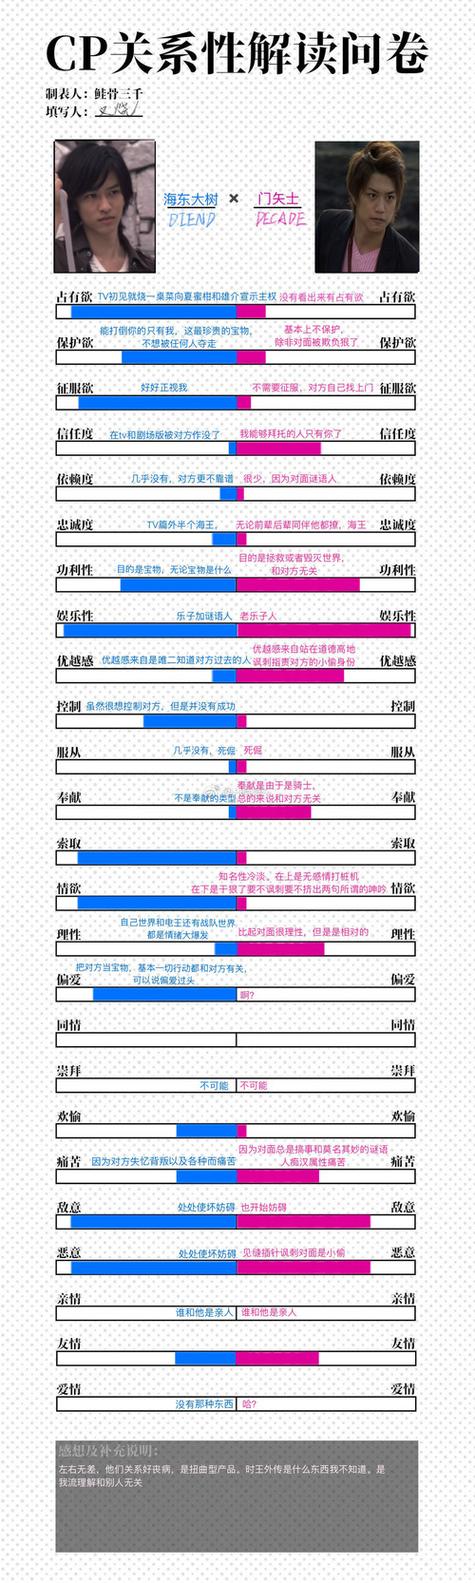 CP关系性解读问卷
制表人：鲑骨三千
填写人：
海东大树 × 门矢士
DIEND DECADE
占有欲 TV初见就烧一桌菜向夏蜜柑和雄介宣示主权 没有看出来有占有欲 占有欲
能打倒你的只有我，这最珍贵的宝物， 基本上不保护，
保护欲 不想被任何人夺走 除非对面被欺负狠了 保护欲
征服欲 好好正视我 不需要征服，对方自己找上门 征服欲
信任度 在tv和剧场版被对方作没了 我能够拜托的人只有你了 信任度
依赖度 几乎没有，对方更不靠谱 很少，因为对面谜语人 依赖度
忠诚度 TV篇外半个海王， 无论前辈后辈同伴他都撩，海王 忠诚度
目的是拯救或者毁灭世界，
功利性 目的是宝物，无论宝物是什么 和对方无关 功利性
娱乐性 乐子加谜语人 老乐子人 娱乐性
优越感来自站在道德高地
优越感 优越感来自是唯二知道对方过去的人 讽刺指责对方的小偷身份 优越感
控制 虽然很想控制对方，但是并没有成功 控制
服从 几乎没有，死倔 死倔 服从
奉献是由于是骑士，
奉献 不是奉献的类型 总的来说和对方无关 奉献
索取 索取
知名性冷淡。在上是无感情打桩机
情欲 在下是干狠了要不讽刺要不挤出两句所谓的呻吟 情欲
自己世界和电王还有战队世界
理性 都是情绪大爆发 比起对面很理性，但是是相对的 理性
把对方当宝物，基本一切行动都和对方有关，
偏爱 可以说偏爱过头 偏爱
啊？
同情 同情
崇拜 崇拜
不可能 不可能
欢愉 欢愉
因为对面总是搞事和莫名其妙的谜语
痛苦 因为对方失忆背叛以及各种而痛苦 人痴汉属性痛苦 痛苦
敌意 处处使坏妨碍 也开始妨碍 敌意
恶意 处处使坏妨碍 见缝插针讽刺对面是小偷 恶意
亲情 亲情
谁和他是亲人 谁和他是亲人
友情 友情
爱情 爱情
没有那种东西 哈?
感想及补充说明：
左右无差，他们关系好丧病，是扭曲型产品。时王外传是什么东西我不知道。是
我流理解和别人无关